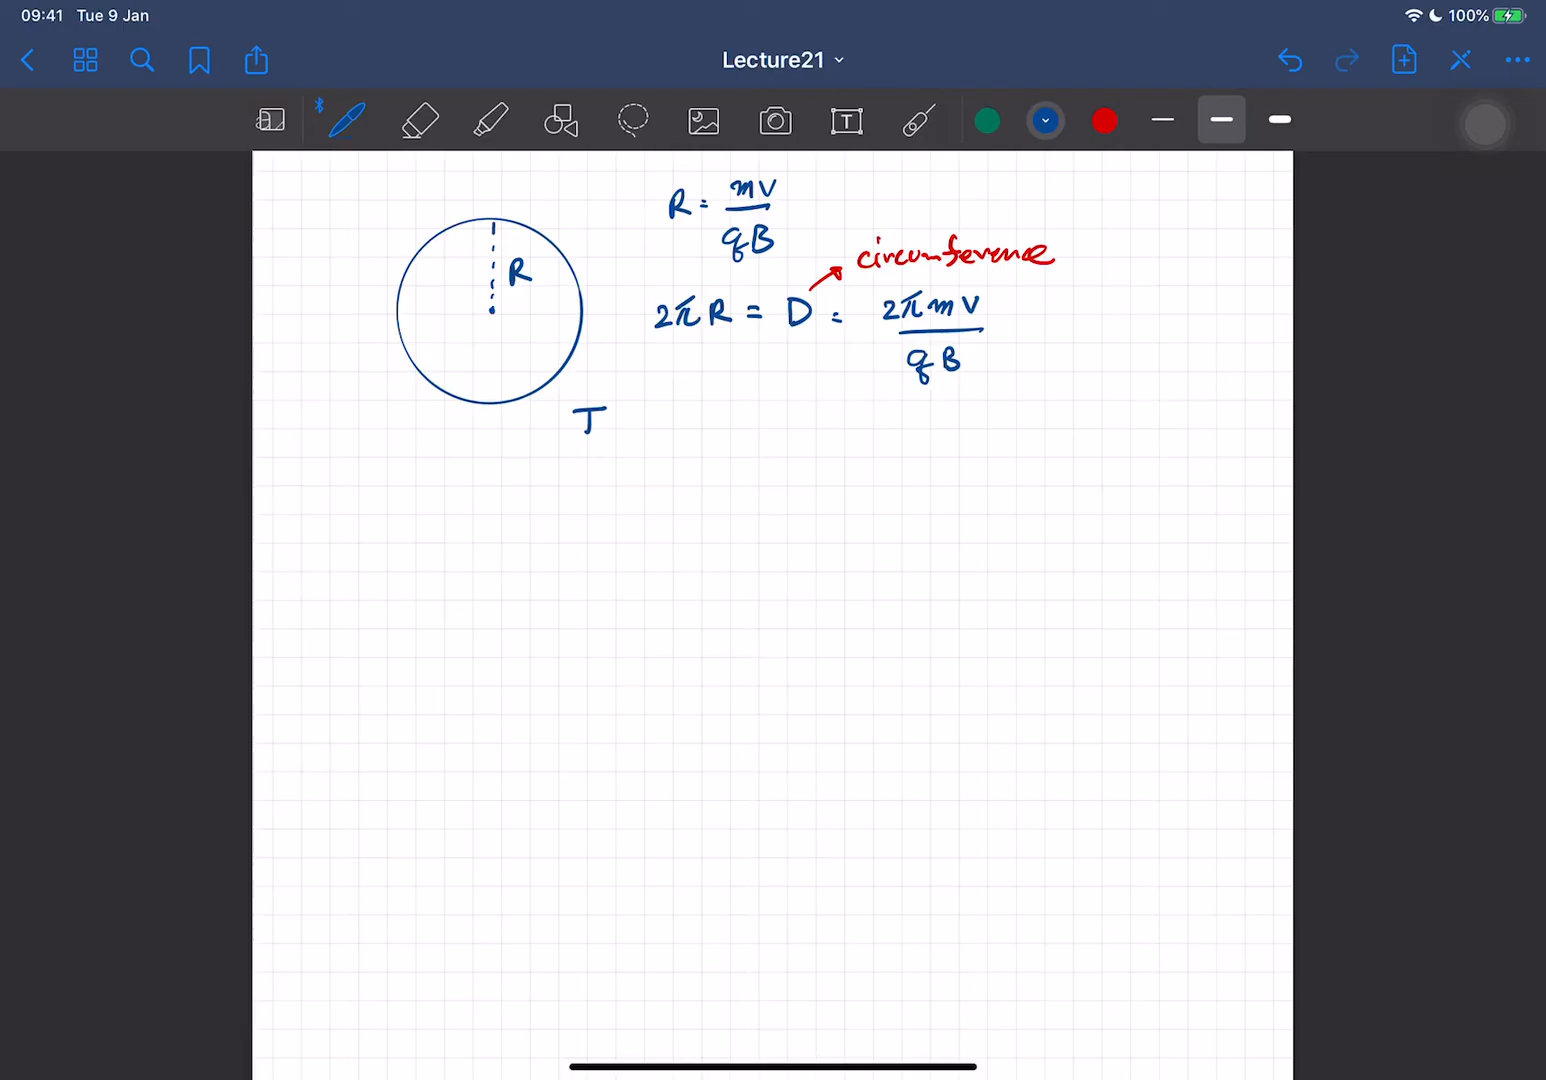 09:41 Tue 9 Jan
100%
Lecture21
T
R = mv/qB
R
circumference
2πR = D = 2πmv/qB
T